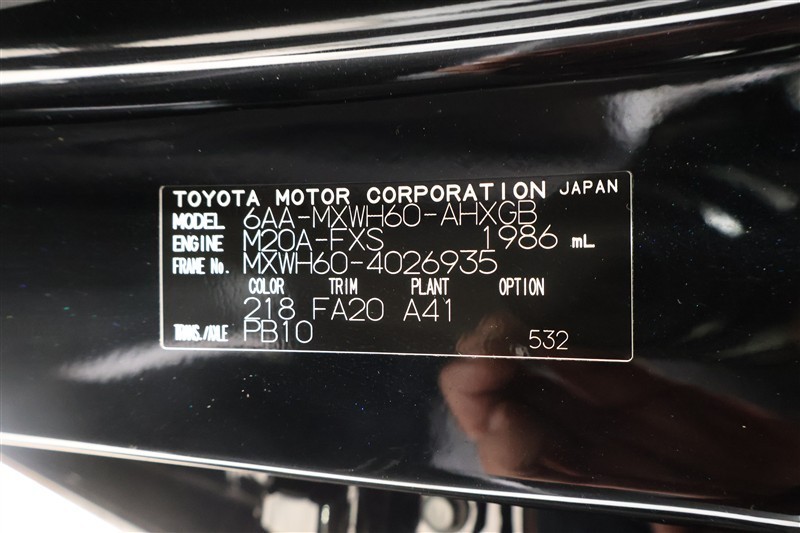 TOYOTA MOTOR CORPORATION JAPAN
MODEL 6AA-MXWH60-AHXGB
ENGINE M20A-FXS 1986 mL
FRAME No. MXWH60-4026935
COLOR TRIM PLANT OPTION
218 FA20 A41
TRANS./AXLE PB10
532